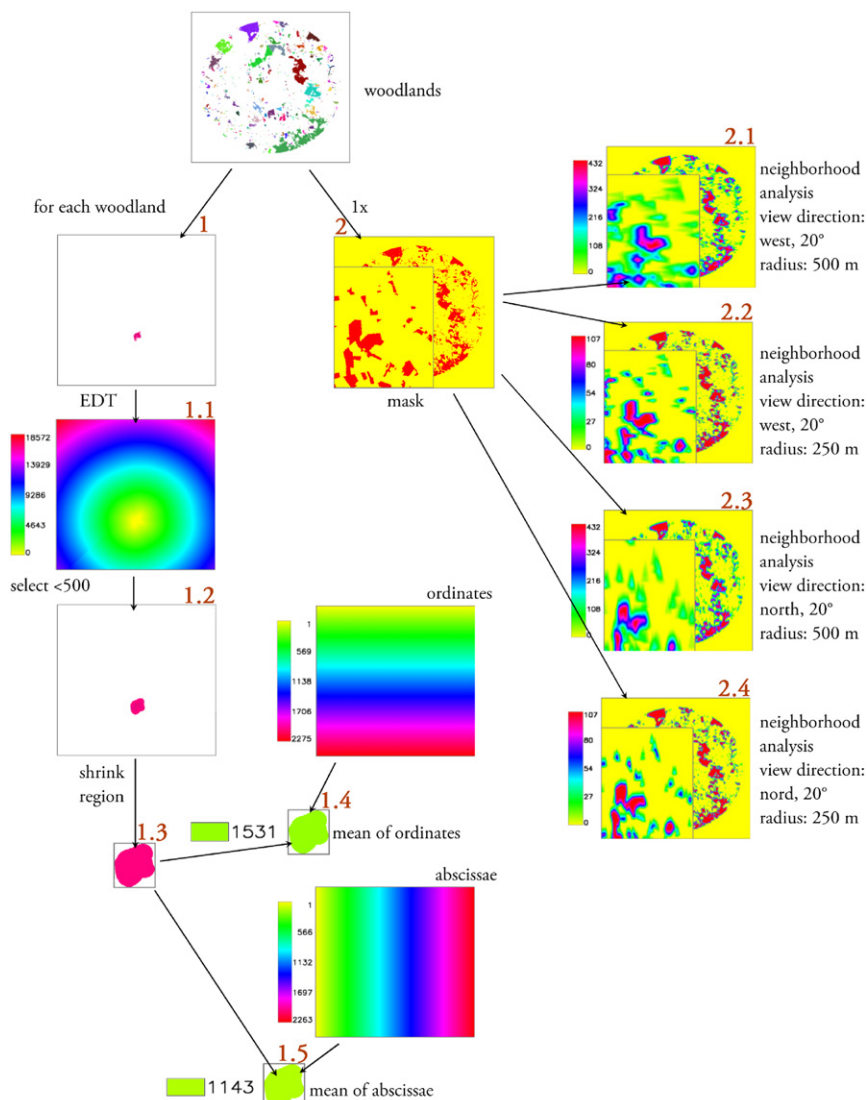 woodlands
for each woodland
1
1x
2
mask
EDT
1.1
18572
13929
9286
4643
0
select <500
1.2
shrink
region
1.3
ordinates
1
569
1138
1706
2275
1.4
1531
mean of ordinates
abscissae
1
566
1132
1697
2263
1.5
1143
mean of abscissae
2.1
432
324
216
108
0
neighborhood
analysis
view direction:
west, 20°
radius: 500 m
2.2
107
80
54
27
0
neighborhood
analysis
view direction:
west, 20°
radius: 250 m
2.3
432
324
216
108
0
neighborhood
analysis
view direction:
north, 20°
radius: 500 m
2.4
107
80
54
27
0
neighborhood
analysis
view direction:
nord, 20°
radius: 250 m